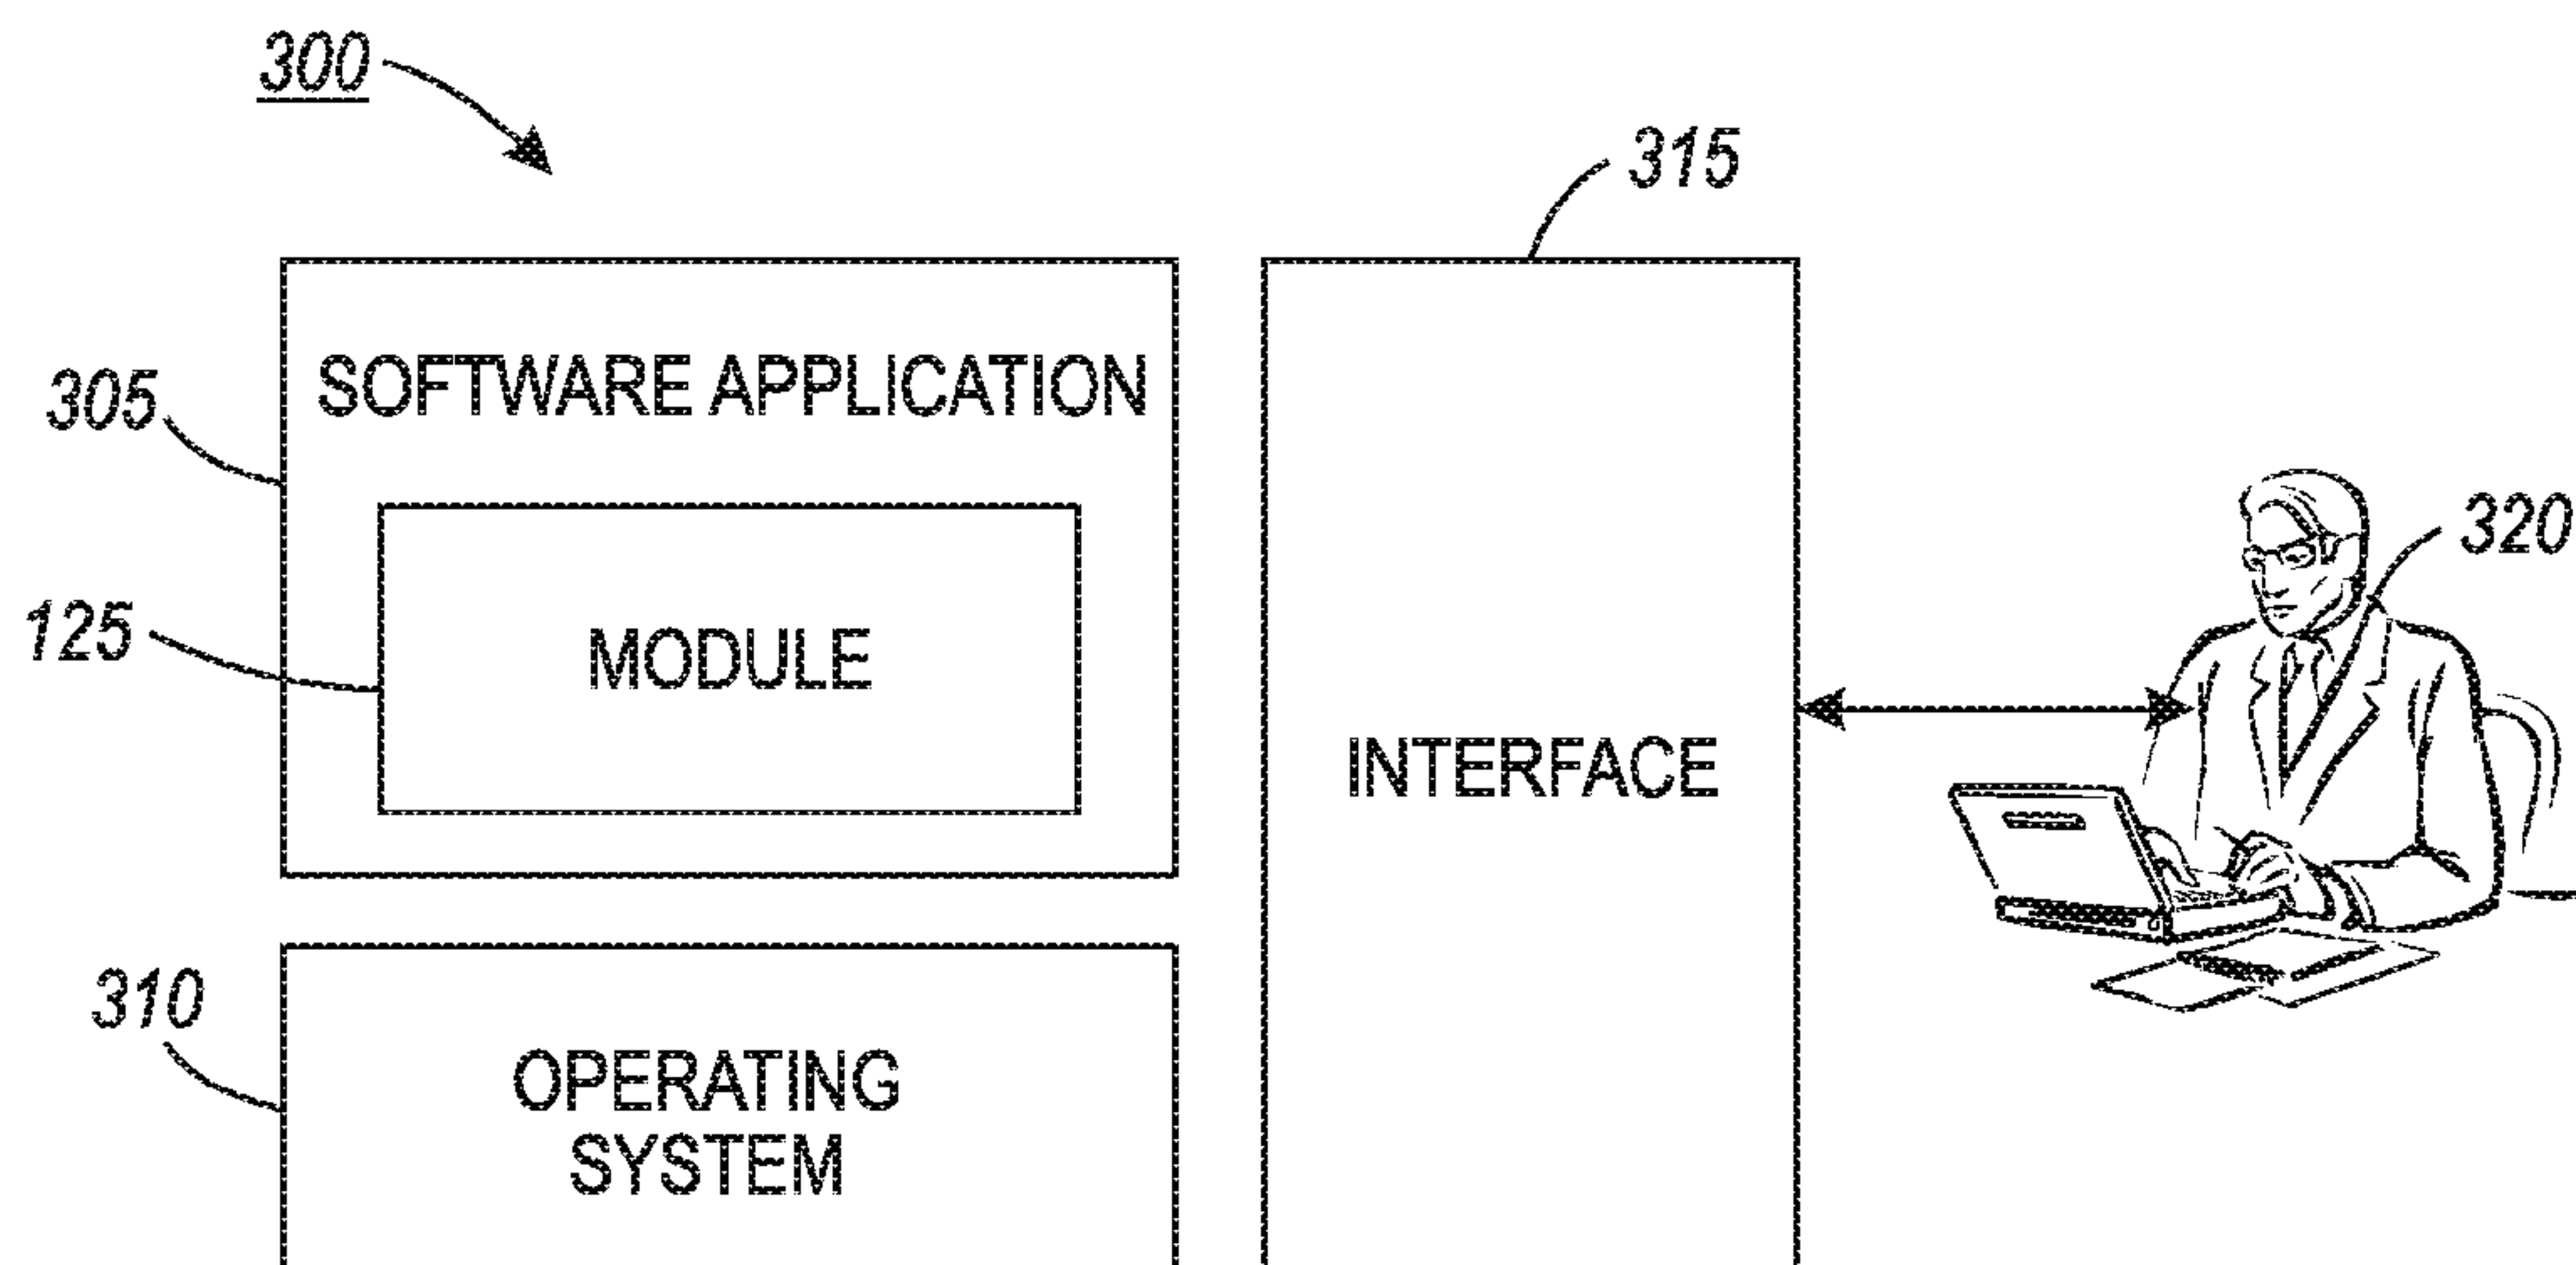 300
315
305
SOFTWARE APPLICATION
320
125
MODULE
INTERFACE
310
OPERATING
SYSTEM